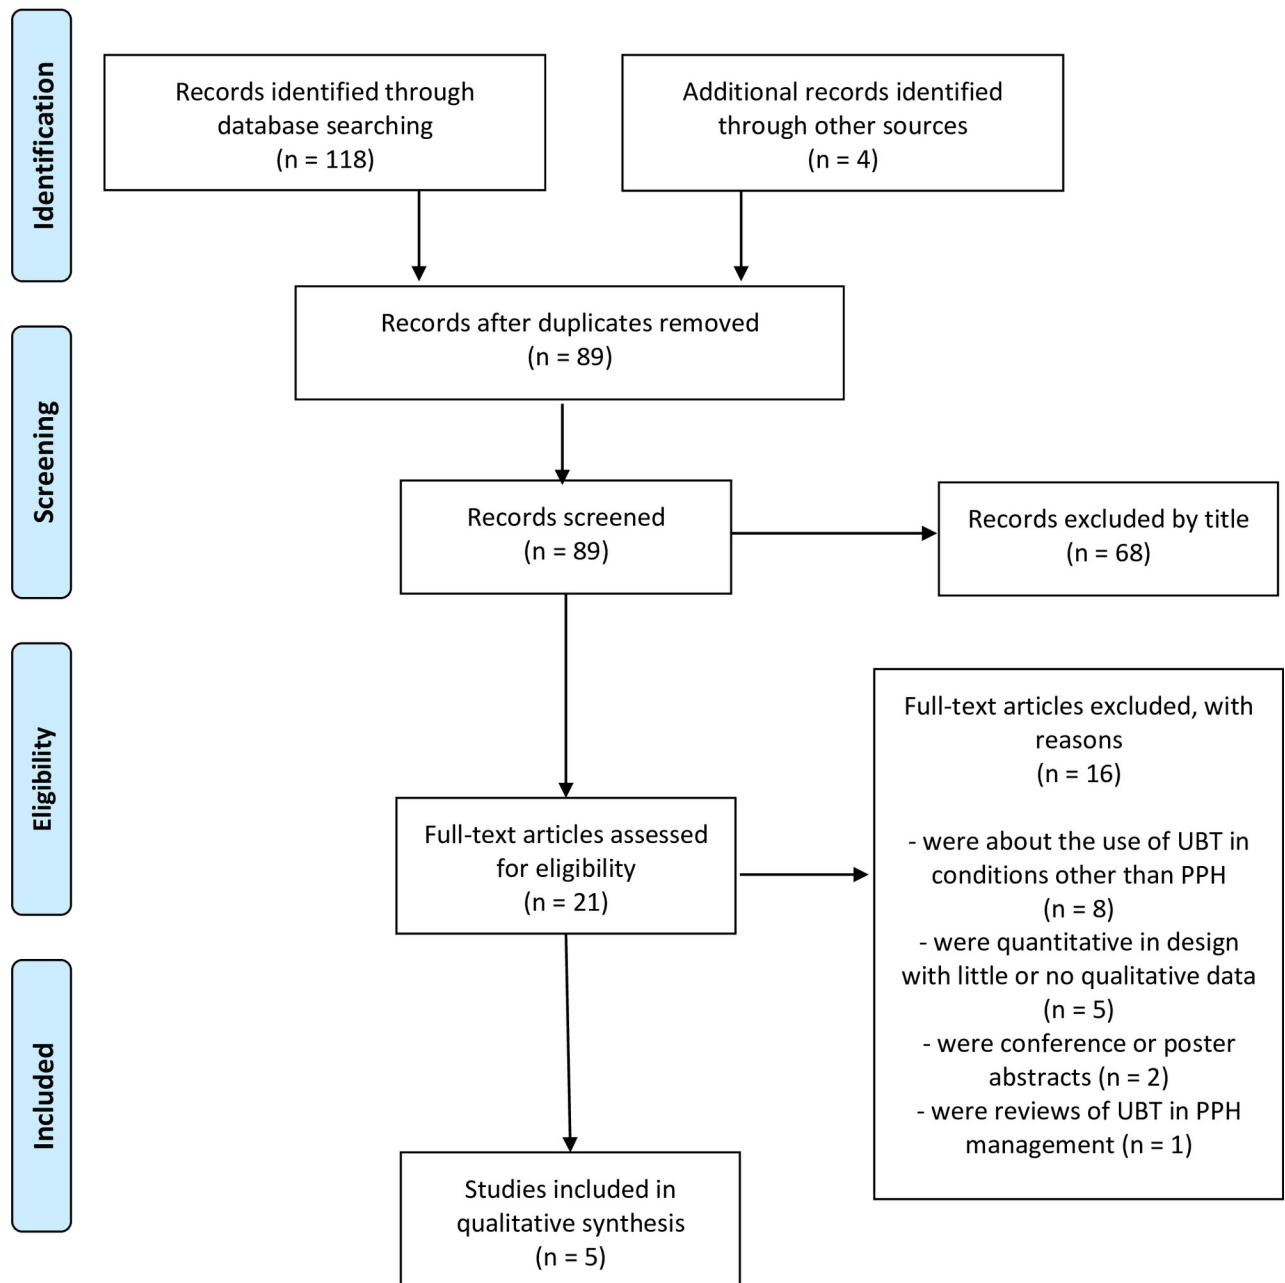 Identification
Records identified through
database searching
(n = 118)
Additional records identified
through other sources
(n = 4)
Records after duplicates removed
(n = 89)
Screening
Records screened
(n = 89)
Records excluded by title
(n = 68)
Eligibility
Full-text articles assessed
for eligibility
(n = 21)
Full-text articles excluded, with
reasons
(n = 16)
- were about the use of UBT in
conditions other than PPH
(n = 8)
- were quantitative in design
with little or no qualitative data
(n = 5)
- were conference or poster
abstracts (n = 2)
- were reviews of UBT in PPH
management (n = 1)
Included
Studies included in
qualitative synthesis
(n = 5)